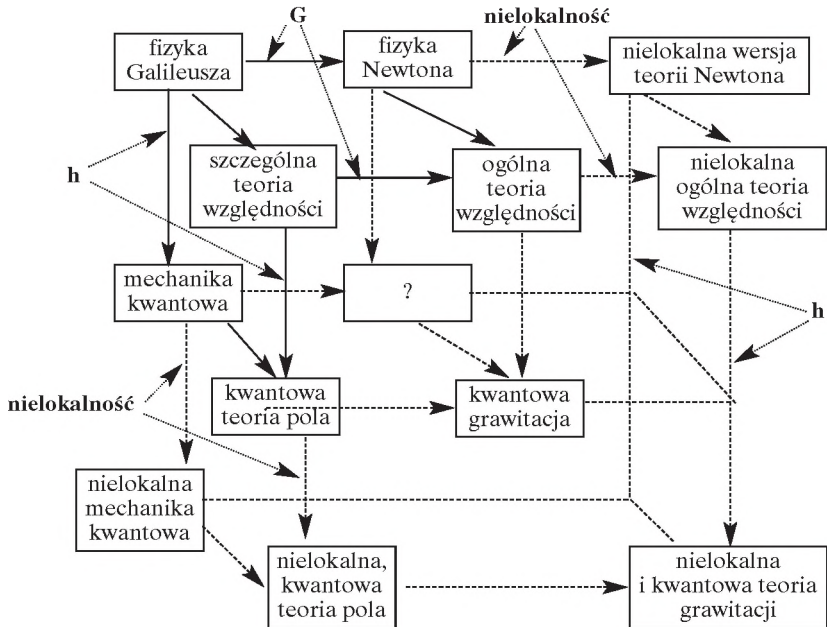 G
nielokalność
fizyka
Galileusza
fizyka
Newtona
nielokalna wersja
teorii Newtona
h
szczególna
teoria
względności
ogólna
teoria
względności
nielokalna
ogólna teoria
względności
mechanika
kwantowa
?
h
nielokalność
kwantowa
teoria pola
kwantowa
grawitacja
nielokalna
mechanika
kwantowa
nielokalna,
kwantowa
teoria pola
nielokalna
i kwantowa teoria
grawitacji